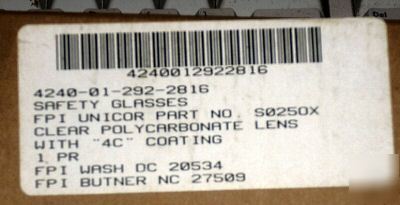 4240012922816
4240-01-292-2816
SAFETY GLASSES
FPI UNICOR PART NO. S0250X
CLEAR POLYCARBONATE LENS
WITH "4C" COATING
1 PR
FPI WASH DC 20534
FPI BUTNER NC 27509